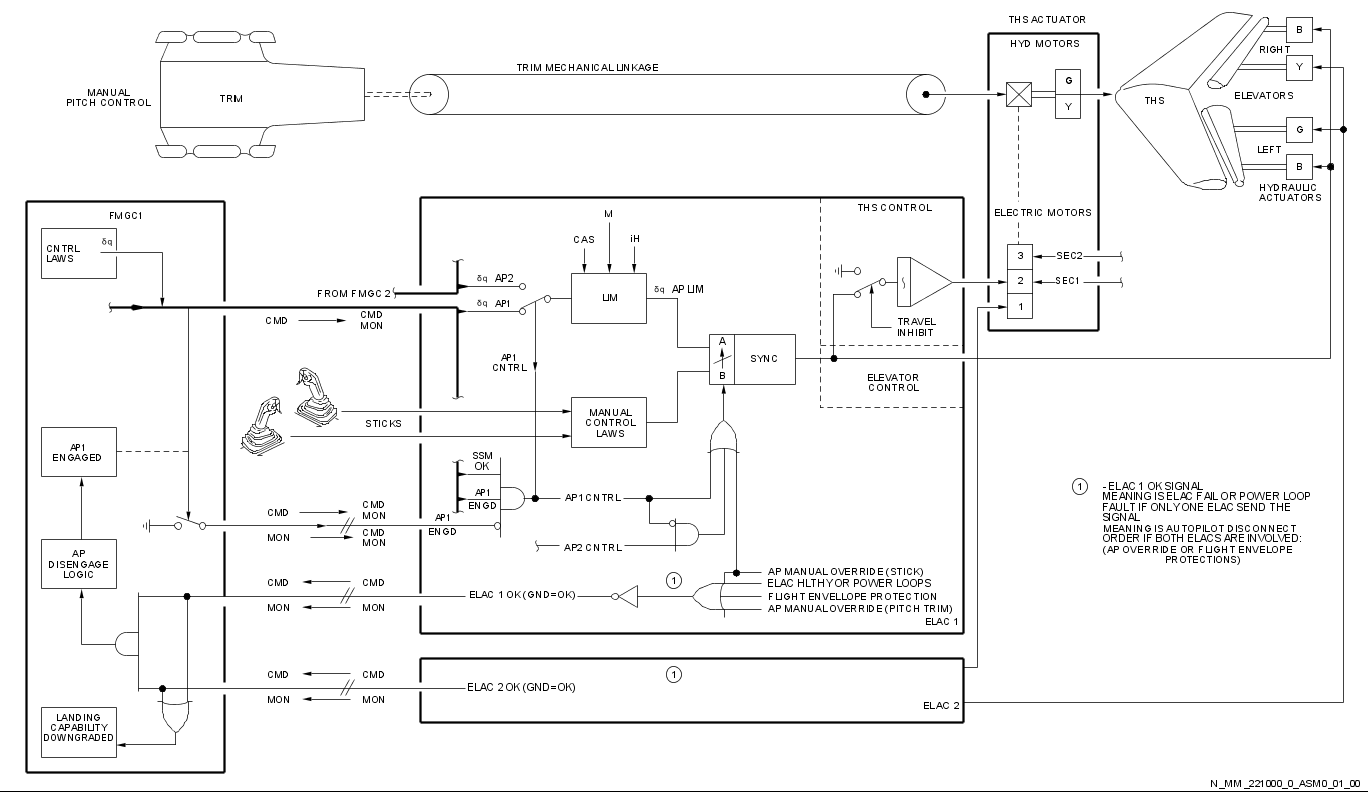 THS ACTUATOR
HYD MOTORS
B
RIGHT
Y
ELEVATORS
TRIM MECHANICAL LINKAGE
MANUAL
PITCH CONTROL
TRIM
G
Y
THS
G
LEFT
B
HYDRAULIC
ACTUATORS
FMGC1
CNTRL
LAWS
δq
FROM FMGC 2
CMD
CMD
MON
M
CAS
iH
δq AP2
δq AP1
LIM
δq AP LIM
AP1
CNTRL
THS CONTROL
TRAVEL
INHIBIT
ELECTRIC MOTORS
3
SEC2
2
SEC1
1
A
B
SYNC
ELEVATOR
CONTROL
STICKS
MANUAL
CONTROL
LAWS
AP1
ENGAGED
SSM
OK
AP1
ENGD
AP1
ENGD
AP1 CNTRL
AP2 CNTRL
CMD
CMD
MON
MON
CMD
MON
AP
DISENGAGE
LOGIC
CMD
CMD
MON
MON
ELAC 1 OK (GND=OK)
1
AP MANUAL OVERRIDE (STICK)
ELAC HLTHY OR POWER LOOPS
FLIGHT ENVELLOPE PROTECTION
AP MANUAL OVERRIDE (PITCH TRIM)
ELAC 1
CMD
CMD
MON
MON
ELAC 2 OK (GND=OK)
1
ELAC 2
LANDING
CAPABILITY
DOWNGRADED
1
- ELAC 1 OK SIGNAL
MEANING IS ELAC FAIL OR POWER LOOP
FAULT IF ONLY ONE ELAC SEND THE
SIGNAL
MEANING IS AUTOPILOT DISCONNECT
ORDER IF BOTH ELACS ARE INVOLVED:
(AP OVERRIDE OR FLIGHT ENVELOPE
PROTECTIONS)
N_MM_221000_0_ASM0_01_00